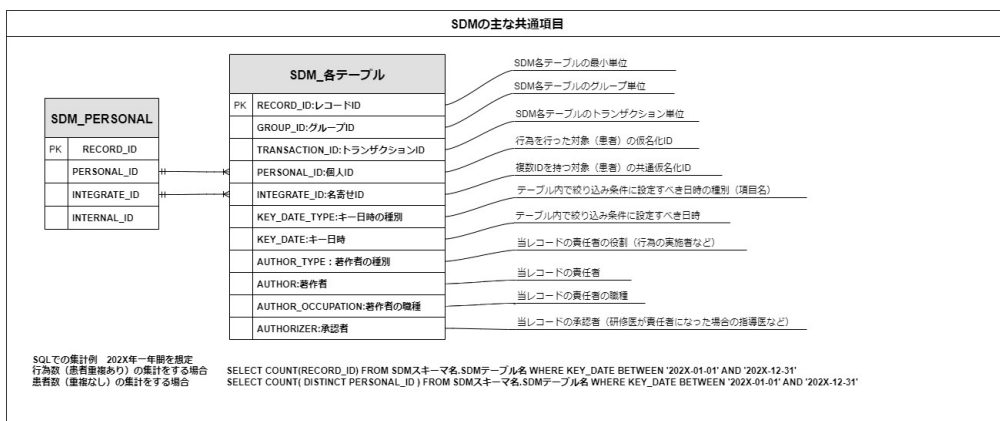 SDMの主な共通項目
SDM_PERSONAL
PK RECORD_ID
PERSONAL_ID
INTEGRATE_ID
INTERNAL_ID
SDM_各テーブル
PK RECORD_ID:レコードID
GROUP_ID:グループID
TRANSACTION_ID:トランザクションID
PERSONAL_ID:個人ID
INTEGRATE_ID:名寄せID
KEY_DATE_TYPE:キー日時の種別
KEY_DATE:キー日時
AUTHOR_TYPE：著作者の種別
AUTHOR:著作者
AUTHOR_OCCUPATION:著作者の職種
AUTHORIZER:承認者
SDM各テーブルの最小単位
SDM各テーブルのグループ単位
SDM各テーブルのトランザクション単位
行為を行った対象（患者）の仮名化ID
複数IDを持つ対象（患者）の共通仮名化ID
テーブル内で絞り込み条件に設定すべき日時の種別（項目名）
テーブル内で絞り込み条件に設定すべき日時
当レコードの責任者の役割（行為の実施者など）
当レコードの責任者
当レコードの責任者の職種
当レコードの承認者（研修医が責任者になった場合の指導医など）
SQLでの集計例 202X年一年間を想定
行為数（患者重複あり）の集計をする場合 SELECT COUNT(RECORD_ID) FROM SDMスキーマ名.SDMテーブル名 WHERE KEY_DATE BETWEEN '202X-01-01' AND '202X-12-31'
患者数（重複なし）の集計をする場合 SELECT COUNT( DISTINCT PERSONAL_ID ) FROM SDMスキーマ名.SDMテーブル名 WHERE KEY_DATE BETWEEN '202X-01-01' AND '202X-12-31'